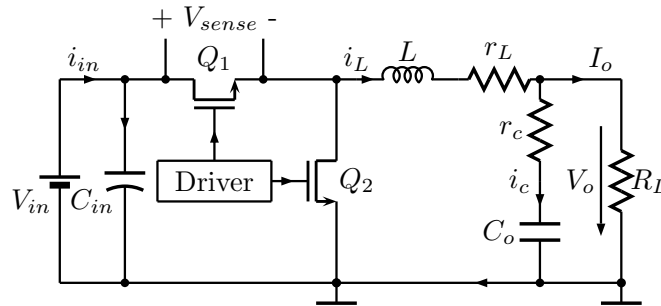 + V_sense -
i_in
Q_1
i_L
L
r_L
I_o
r_c
V_in
C_in
Driver
Q_2
i_c
V_o
R_L
C_o